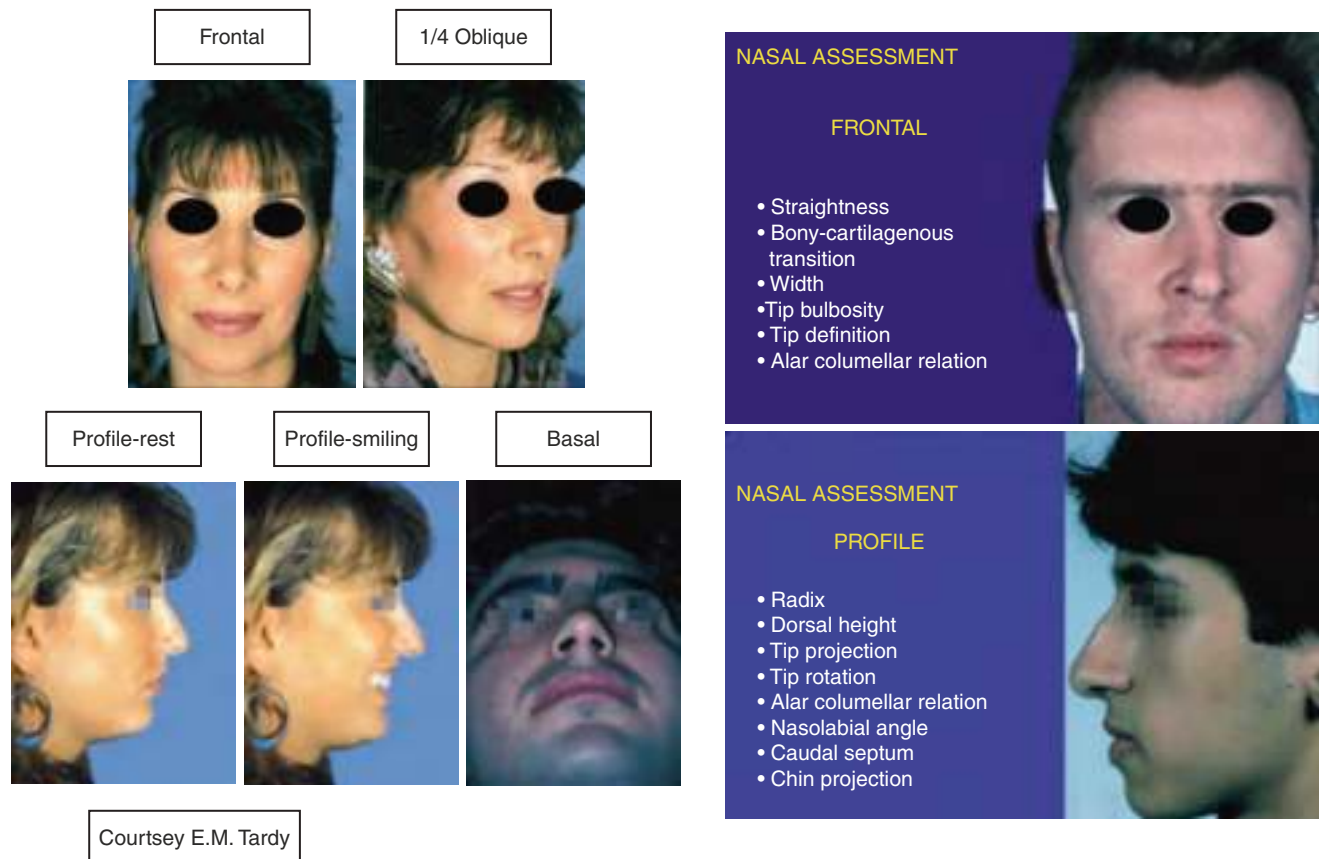 Frontal
1/4 Oblique
Profile-rest
Profile-smiling
Basal
Courtsey E.M. Tardy
NASAL ASSESSMENT
FRONTAL
• Straightness
• Bony-cartilagenous
transition
• Width
•Tip bulbosity
• Tip definition
• Alar columellar relation
NASAL ASSESSMENT
PROFILE
• Radix
• Dorsal height
• Tip projection
• Tip rotation
• Alar columellar relation
• Nasolabial angle
• Caudal septum
• Chin projection